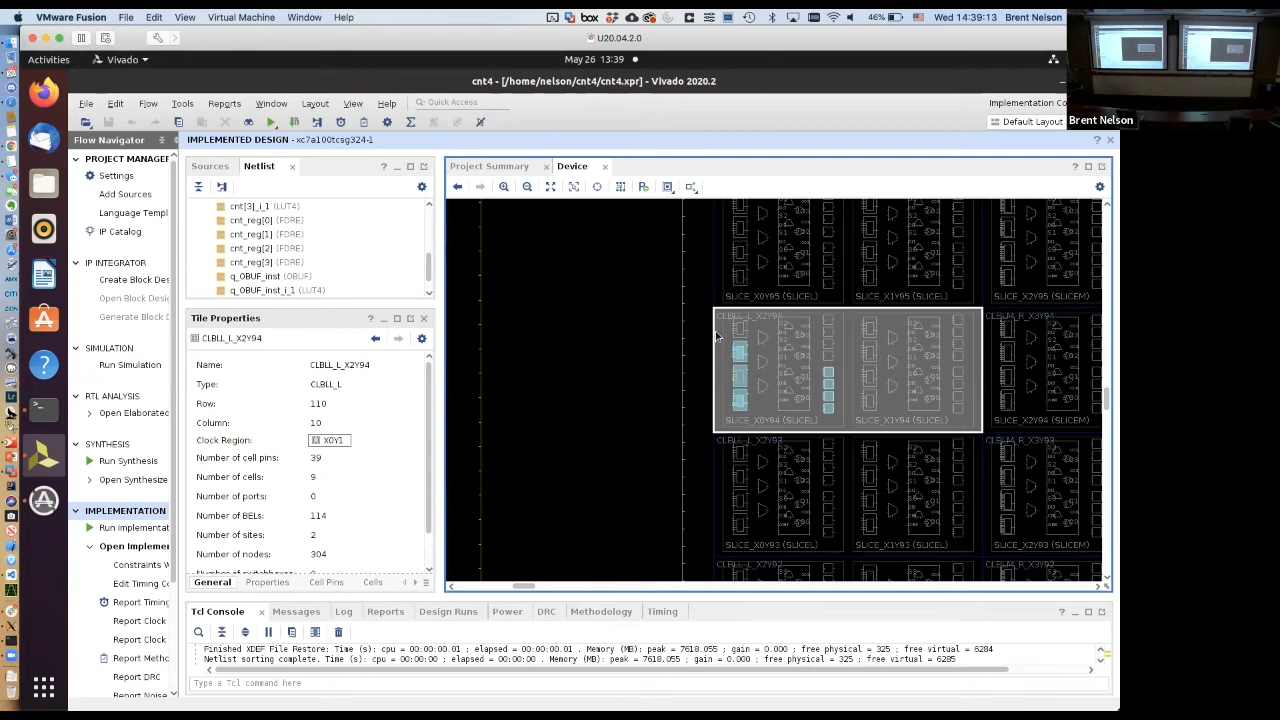 VMware Fusion File Edit View Virtual Machine Window Help box 46% Wed 14:39:13 Brent Nelson
U20.04.2.0
Activities Vivado May 26 13:39
cnt4 - [/home/nelson/cnt4/cnt4.xpr] - Vivado 2020.2
Brent Nelson
File Edit Flow Tools Reports Window Layout View Help Quick Access Implementation Co
Default Layout
Flow Navigator IMPLEMENTED DESIGN - xc7a100tcsg324-1
PROJECT MANAGER
Settings
Add Sources
Language Templ
IP Catalog
IP INTEGRATOR
Create Block Des
Open Block Desig
Generate Block D
SIMULATION
Run Simulation
RTL ANALYSIS
Open Elaborated
SYNTHESIS
Run Synthesis
Open Synthesize
IMPLEMENTATION
Run Implementat
Open Implemen
Constraints W
Edit Timing Co
Report Timing
Report Clock
Report Clock
Report Metho
Report DRC
Report Noise
Sources Netlist
cnt[3]_i_1 (LUT4)
cnt_reg[0] (FDRE)
cnt_reg[1] (FDRE)
cnt_reg[2] (FDRE)
cnt_reg[3] (FDRE)
q_OBUF_inst (OBUF)
q_OBUF_inst_i_1 (LUT4)
Tile Properties
CLBLL_L_X2Y94
Name: CLBLL_L_X2Y94
Type: CLBLL_L
Row: 110
Column: 10
Clock Region: X0Y1
Number of cell pins: 39
Number of cells: 9
Number of ports: 0
Number of BELs: 114
Number of sites: 2
Number of nodes: 304
General Properties Cell Pins Cells
Project Summary Device
SLICE_X0Y95 (SLICEL) SLICE_X1Y95 (SLICEL) SLICE_X2Y95 (SLICEM)
CLBLL_L_X2Y94 CLBLM_R_X3Y94
SLICE_X0Y94 (SLICEL) SLICE_X1Y94 (SLICEL) SLICE_X2Y94 (SLICEM)
CLBLL_L_X2Y93 CLBLM_R_X3Y93
SLICE_X0Y93 (SLICEL) SLICE_X1Y93 (SLICEL) SLICE_X2Y93 (SLICEM)
CLBLL_L_X2Y92 CLBLM_R_X3Y92
Tcl Console Messages Log Reports Design Runs Power DRC Methodology Timing
Finished XDEF File Restore: Time (s): cpu = 00:00:00.01 ; elapsed = 00:00:00.01 . Memory (MB): peak = 7618.055 ; gain = 0.000 ; free physical = 325 ; free virtual = 6284
Netlist sorting complete. Time (s): cpu = 00:00:00 ; elapsed = 00:00:00 . Memory (MB): peak = 7618.055 ; gain = 0.000 ; free physical = 325 ; free virtual = 6285
Type a Tcl command here